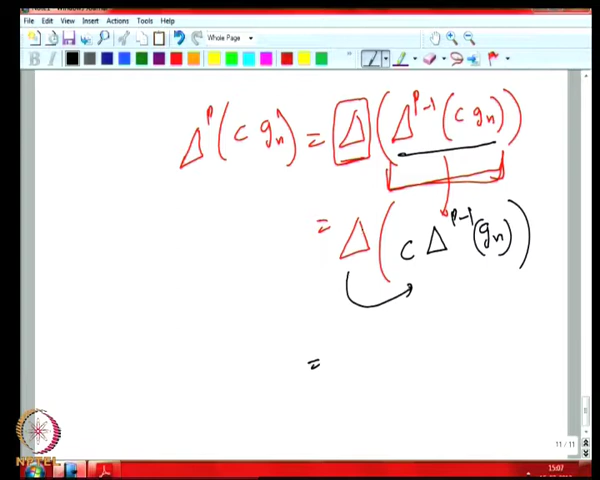 File Edit View Insert Actions Tools Help
Whole Page
B
Δ^p (c g_n) = Δ (Δ^{p-1} (c g_n))
= Δ (c Δ^{p-1} (g_n))
=
11 / 11
NPTEL
15:07